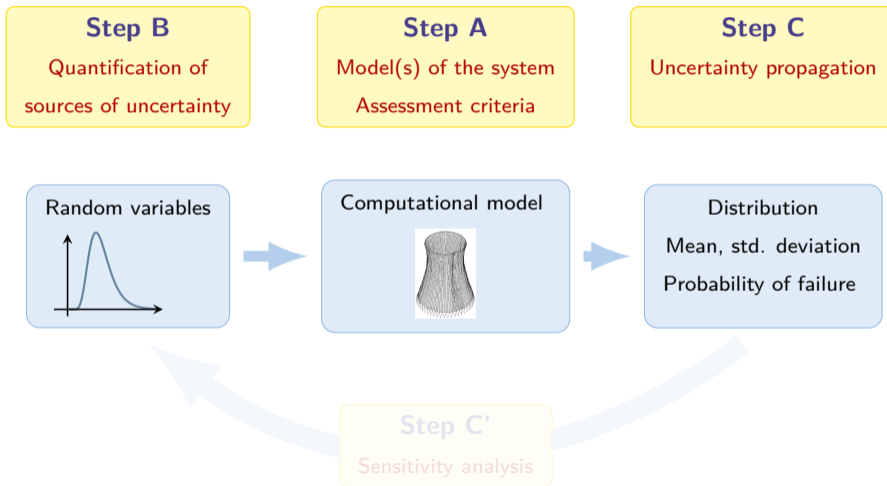 Step B
Quantification of
sources of uncertainty
Step A
Model(s) of the system
Assessment criteria
Step C
Uncertainty propagation
Random variables
Computational model
Distribution
Mean, std. deviation
Probability of failure
Step C'
Sensitivity analysis